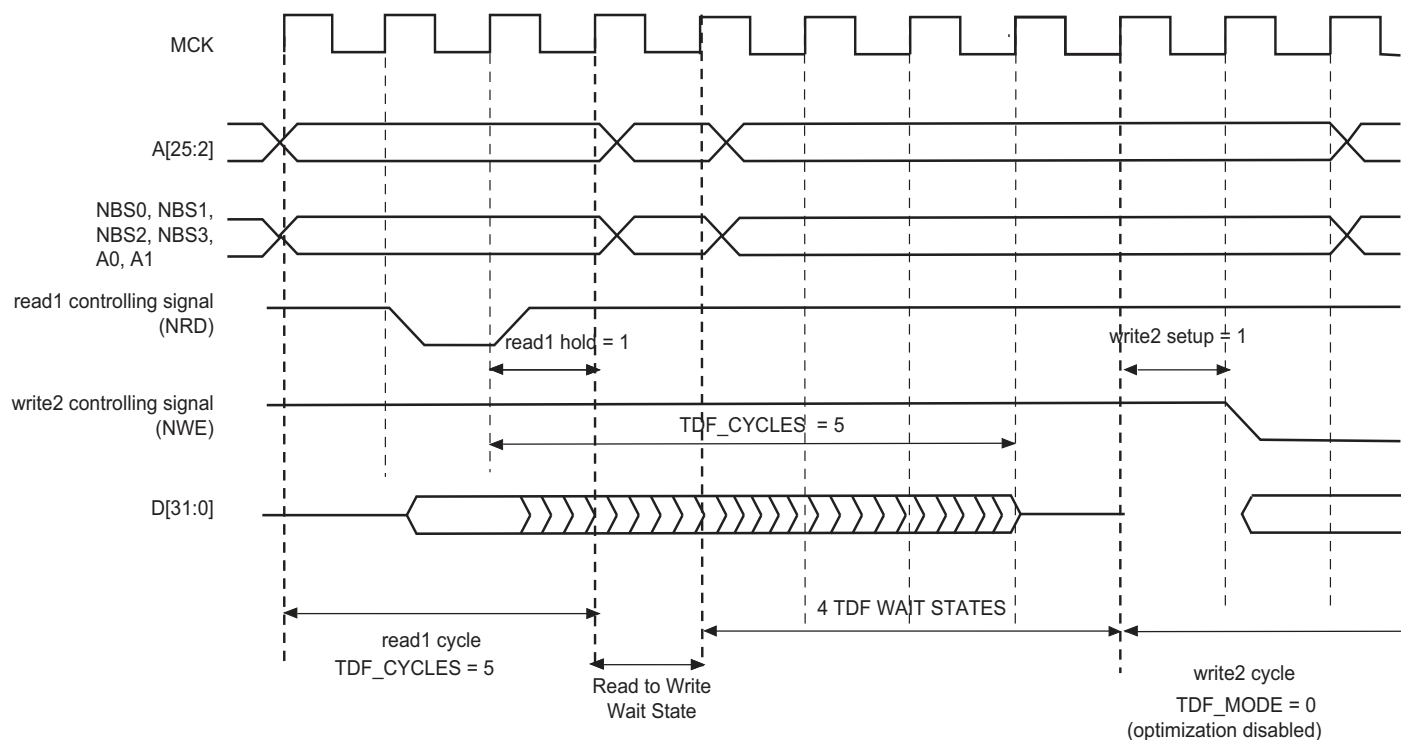 MCK
A[25:2]
NBS0, NBS1,
NBS2, NBS3,
A0, A1
read1 controlling signal
(NRD)
read1 hold = 1
write2 setup = 1
write2 controlling signal
(NWE)
TDF_CYCLES = 5
D[31:0]
4 TDF WAIT STATES
read1 cycle
TDF_CYCLES = 5
Read to Write
Wait State
write2 cycle
TDF_MODE = 0
(optimization disabled)